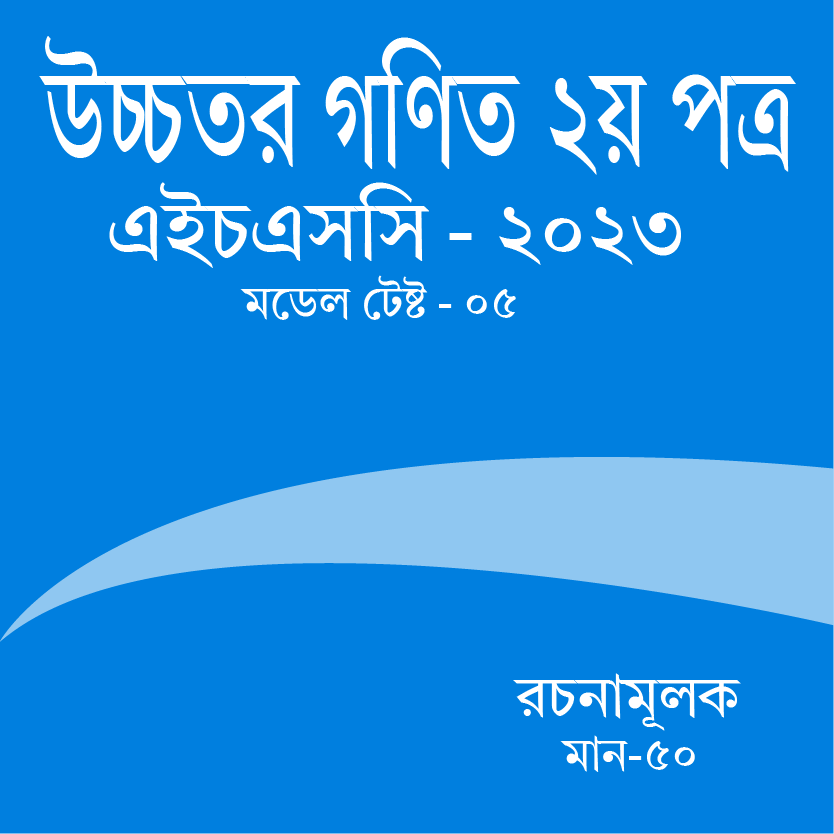 উচ্চতর গণিত ২য় পত্র
এইচএসসি - ২০২৩
মডেল টেষ্ট - ০৫
রচনামূলক
মান-৫০